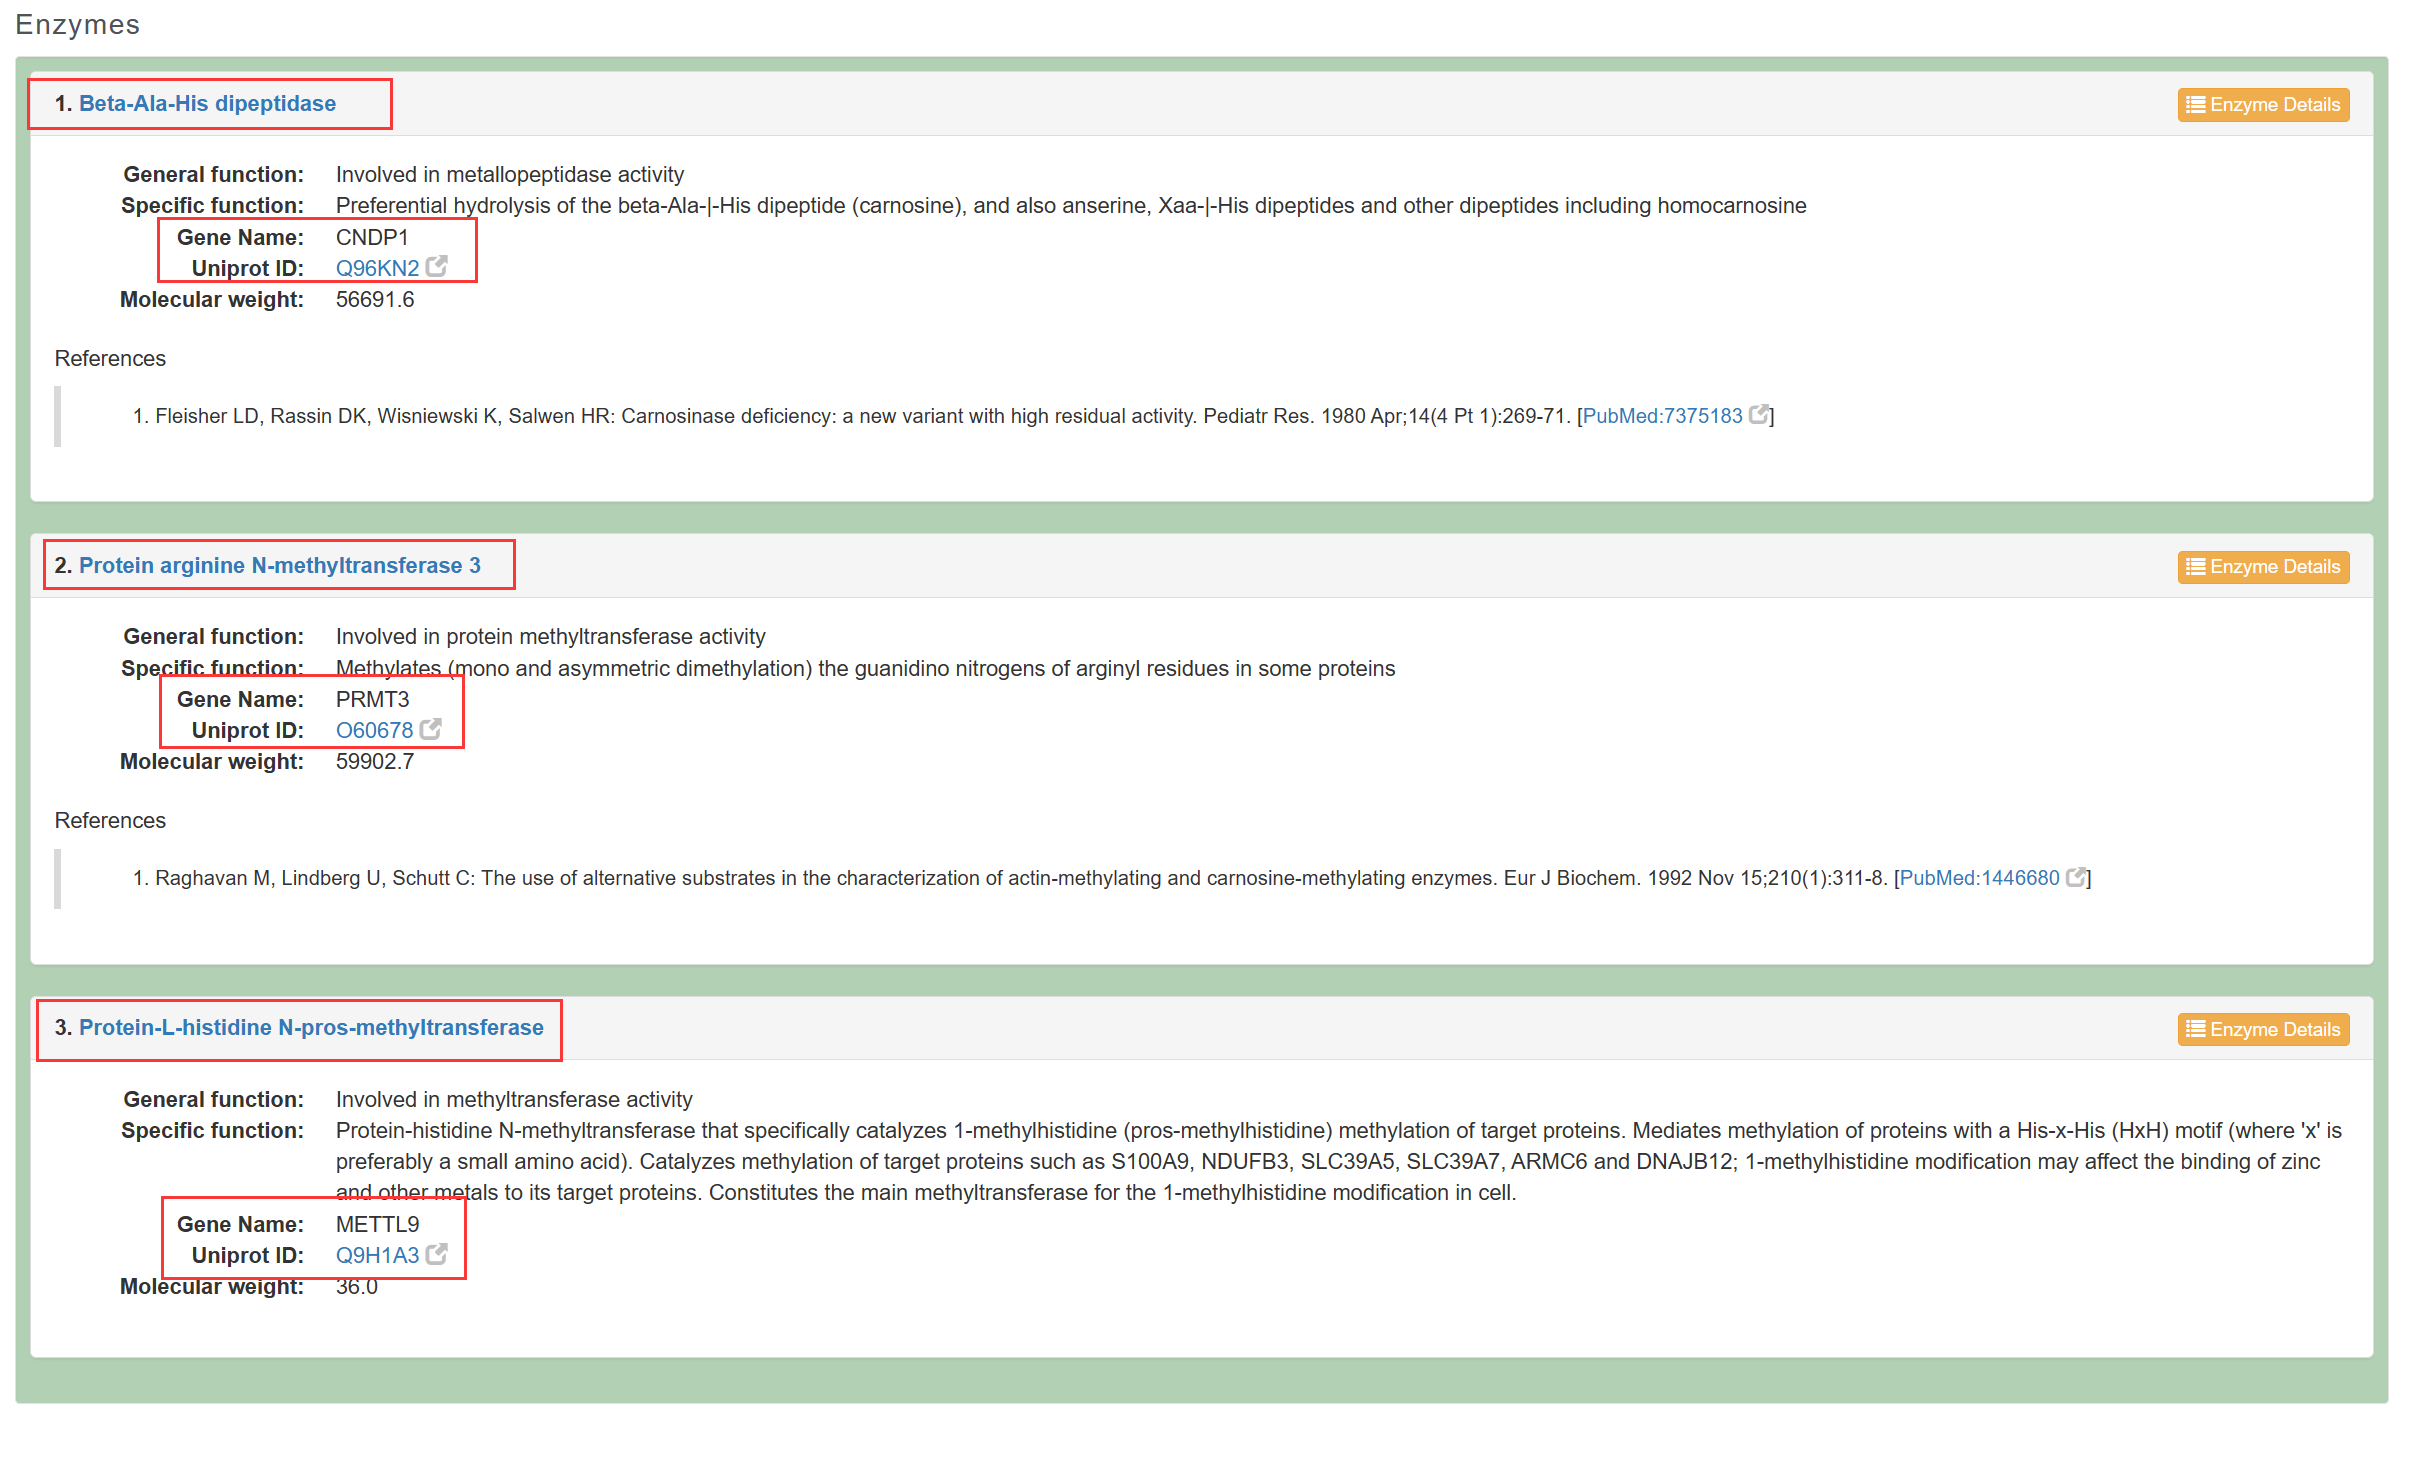 Enzymes
1. Beta-Ala-His dipeptidase
Enzyme Details
General function: Involved in metallopeptidase activity
Specific function: Preferential hydrolysis of the beta-Ala-|-His dipeptide (carnosine), and also anserine, Xaa-|-His dipeptides and other dipeptides including homocarnosine
Gene Name: CNDP1
Uniprot ID: Q96KN2
Molecular weight: 56691.6
References
1. Fleisher LD, Rassin DK, Wisniewski K, Salwen HR: Carnosinase deficiency: a new variant with high residual activity. Pediatr Res. 1980 Apr;14(4 Pt 1):269-71. [PubMed:7375183]
2. Protein arginine N-methyltransferase 3
Enzyme Details
General function: Involved in protein methyltransferase activity
Specific function: Methylates (mono and asymmetric dimethylation) the guanidino nitrogens of arginyl residues in some proteins
Gene Name: PRMT3
Uniprot ID: O60678
Molecular weight: 59902.7
References
1. Raghavan M, Lindberg U, Schutt C: The use of alternative substrates in the characterization of actin-methylating and carnosine-methylating enzymes. Eur J Biochem. 1992 Nov 15;210(1):311-8. [PubMed:1446680]
3. Protein-L-histidine N-pros-methyltransferase
Enzyme Details
General function: Involved in methyltransferase activity
Specific function: Protein-histidine N-methyltransferase that specifically catalyzes 1-methylhistidine (pros-methylhistidine) methylation of target proteins. Mediates methylation of proteins with a His-x-His (HxH) motif (where 'x' is
preferably a small amino acid). Catalyzes methylation of target proteins such as S100A9, NDUFB3, SLC39A5, SLC39A7, ARMC6 and DNAJB12; 1-methylhistidine modification may affect the binding of zinc
and other metals to its target proteins. Constitutes the main methyltransferase for the 1-methylhistidine modification in cell.
Gene Name: METTL9
Uniprot ID: Q9H1A3
Molecular weight: 36.0